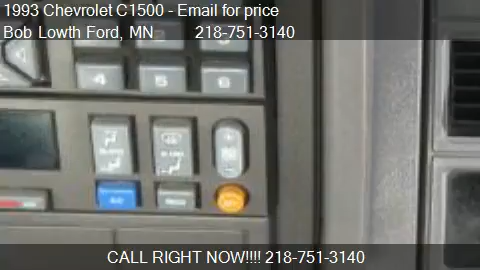 1993 Chevrolet C1500 - Email for price
Bob Lowth Ford, MN 218-751-3140
4 5 6
CALL RIGHT NOW!!!! 218-751-3140